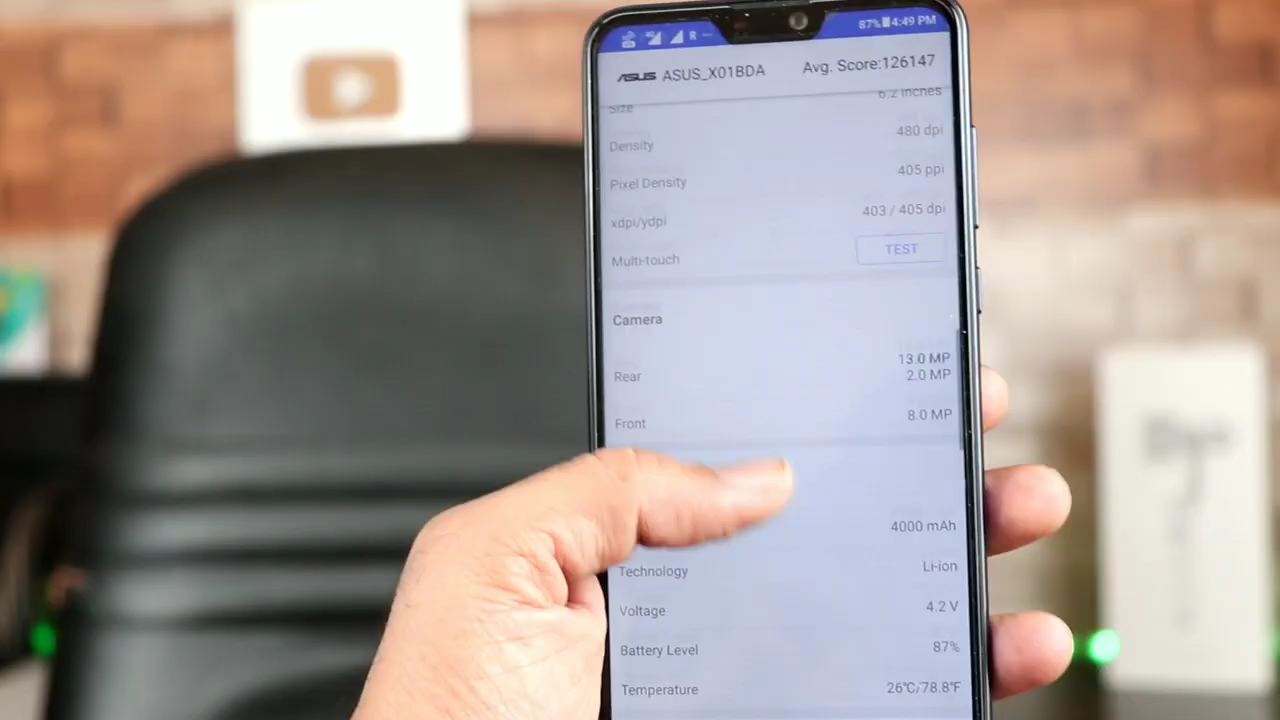 R 87% 4:49 PM
ASUS ASUS_X01BDA Avg. Score:126147
Size 6.2 inches
Density 480 dpi
Pixel Density 405 ppi
xdpi/ydpi 403 / 405 dpi
Multi-touch TEST
Camera
Rear 13.0 MP
2.0 MP
Front 8.0 MP
4000 mAh
Technology Li-ion
Voltage 4.2 V
Battery Level 87%
Temperature 26℃/78.8℉